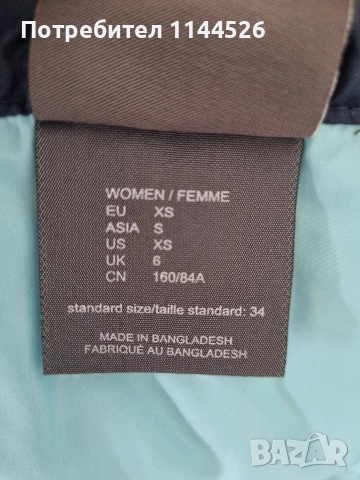 Потребител 1144526
WOMEN / FEMME
EU XS
ASIA S
US XS
UK 6
CN 160/84A
standard size/taille standard: 34
MADE IN BANGLADESH
FABRIQUÉ AU BANGLADESH
BAZAR